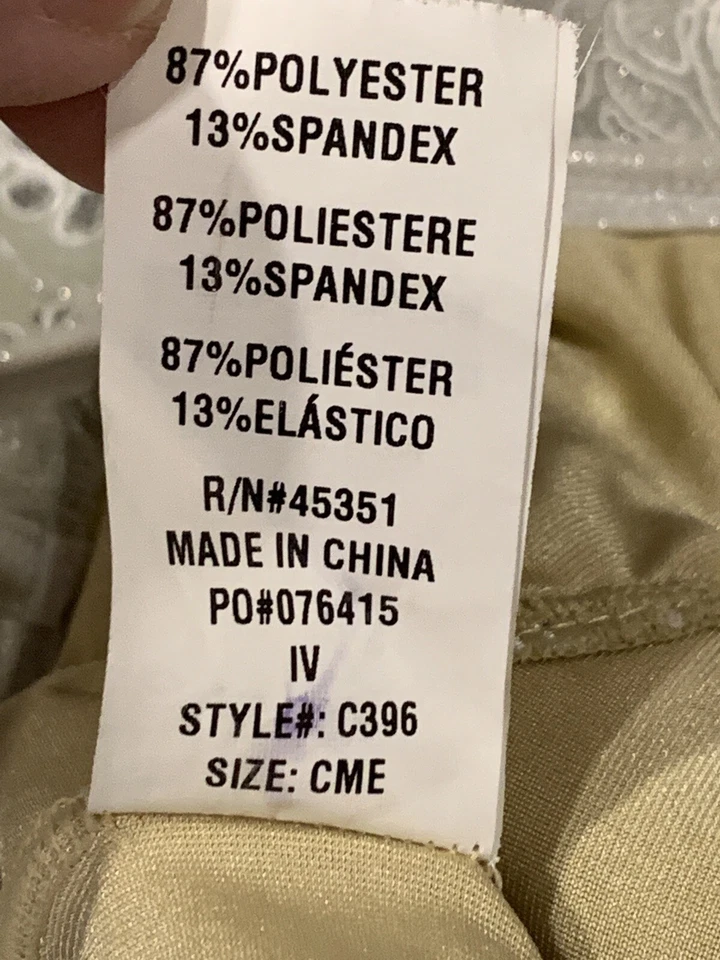 87%POLYESTER
13%SPANDEX
87%POLIESTERE
13%SPANDEX
87%POLIÉSTER
13%ELÁSTICO
R/N#45351
MADE IN CHINA
PO#076415
IV
STYLE#: C396
SIZE: CME